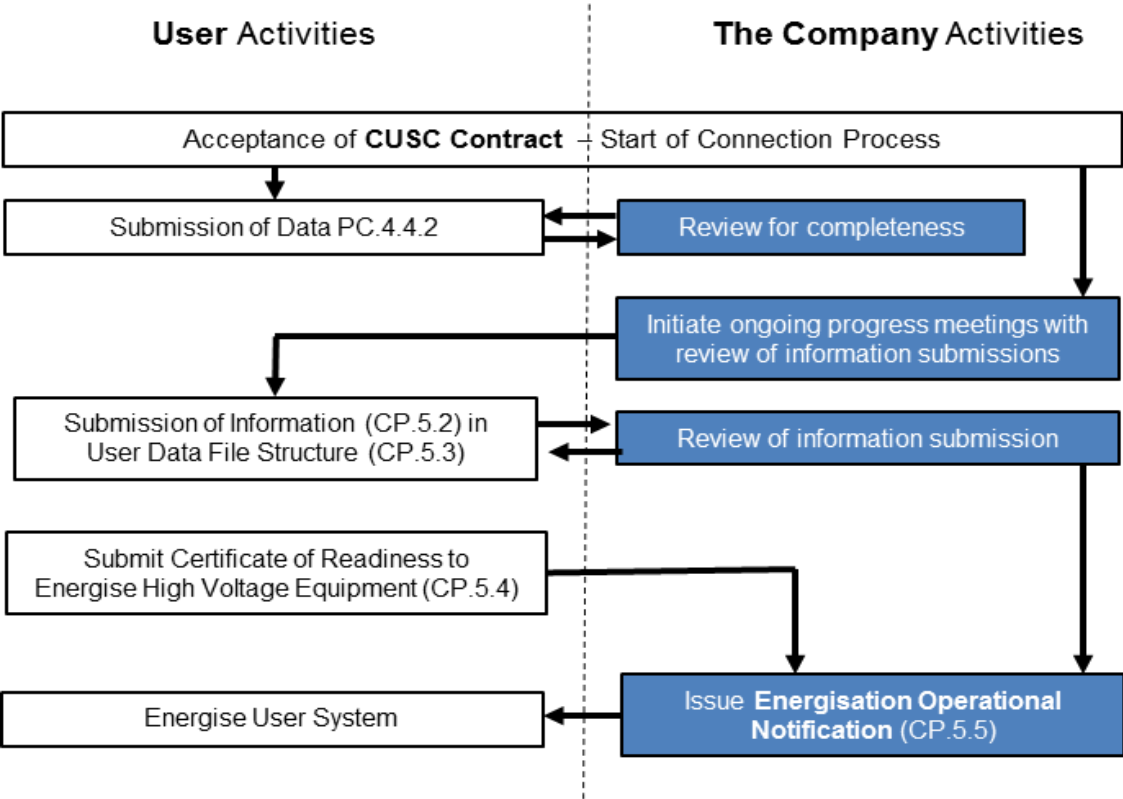 User Activities
The Company Activities
Acceptance of CUSC Contract – Start of Connection Process
Submission of Data PC.4.4.2
Review for completeness
Initiate ongoing progress meetings with
review of information submissions
Submission of Information (CP.5.2) in
User Data File Structure (CP.5.3)
Review of information submission
Submit Certificate of Readiness to
Energise High Voltage Equipment (CP.5.4)
Issue Energisation Operational
Notification (CP.5.5)
Energise User System